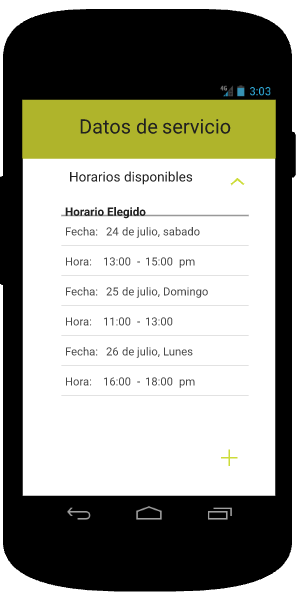 4G 3:03
Datos de servicio
Horarios disponibles
Horario Elegido
Fecha: 24 de julio, sabado
Hora: 13:00 - 15:00 pm
Fecha: 25 de julio, Domingo
Hora: 11:00 - 13:00
Fecha: 26 de julio, Lunes
Hora: 16:00 - 18:00 pm